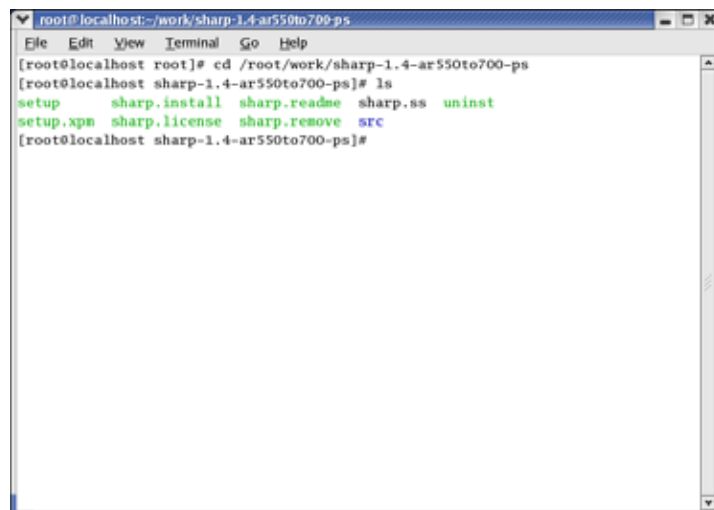 root@localhost:~/work/sharp-1.4-ar550to700-ps
File Edit View Terminal Go Help
[root@localhost root]# cd /root/work/sharp-1.4-ar550to700-ps
[root@localhost sharp-1.4-ar550to700-ps]# ls
setup sharp.install sharp.readme sharp.ss uninst
setup.xpm sharp.license sharp.remove src
[root@localhost sharp-1.4-ar550to700-ps]#